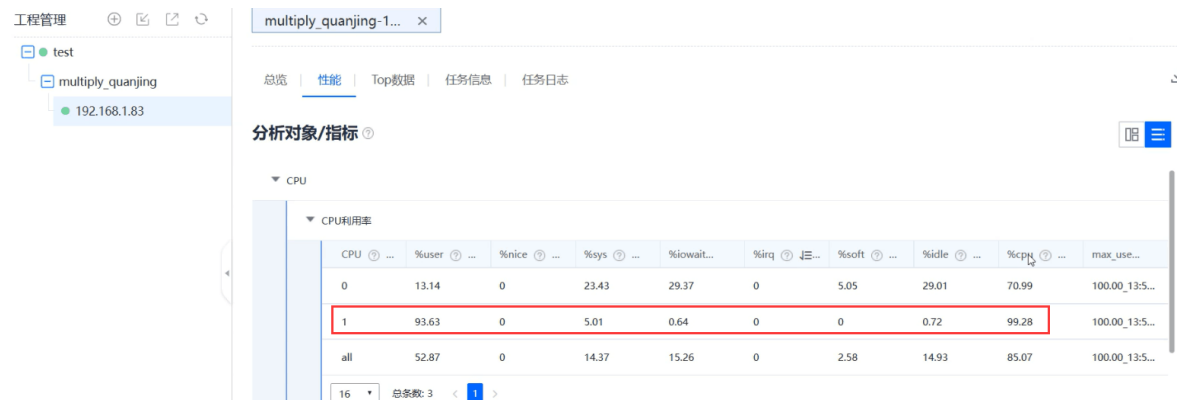 工程管理
multiply_quanjing-1...
test
multiply_quanjing
192.168.1.83
总览 性能 Top数据 任务信息 任务日志
分析对象/指标
CPU
CPU利用率
CPU ... %user ... %nice ... %sys ... %iowait... %irq ... %soft ... %idle ... %cpu ... max_use...
0 13.14 0 23.43 29.37 0 5.05 29.01 70.99 100.00_13:5...
1 93.63 0 5.01 0.64 0 0 0.72 99.28 100.00_13:5...
all 52.87 0 14.37 15.26 0 2.58 14.93 85.07 100.00_13:5...
16 总条数: 3 1